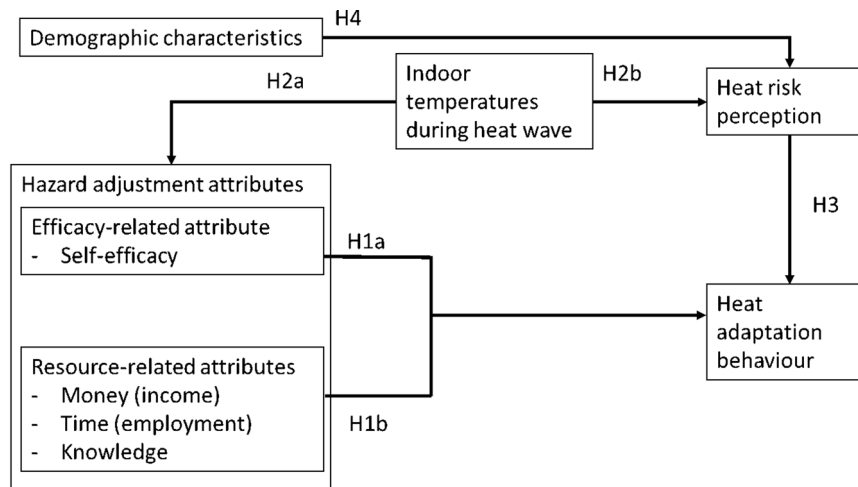 H4
Demographic characteristics
Indoor
temperatures
during heat wave
H2a
H2b
Heat risk
perception
Hazard adjustment attributes
Efficacy-related attribute
- Self-efficacy
H1a
H3
Heat
adaptation
behaviour
Resource-related attributes
- Money (income)
- Time (employment)
- Knowledge
H1b